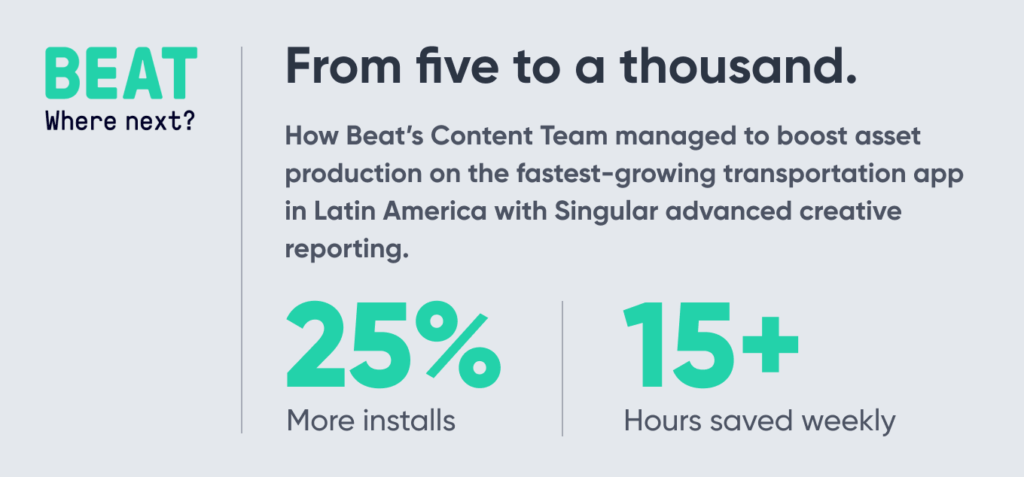 BEAT
Where next?
From five to a thousand.
How Beat’s Content Team managed to boost asset
production on the fastest-growing transportation app
in Latin America with Singular advanced creative
reporting.
25%
More installs
15+
Hours saved weekly